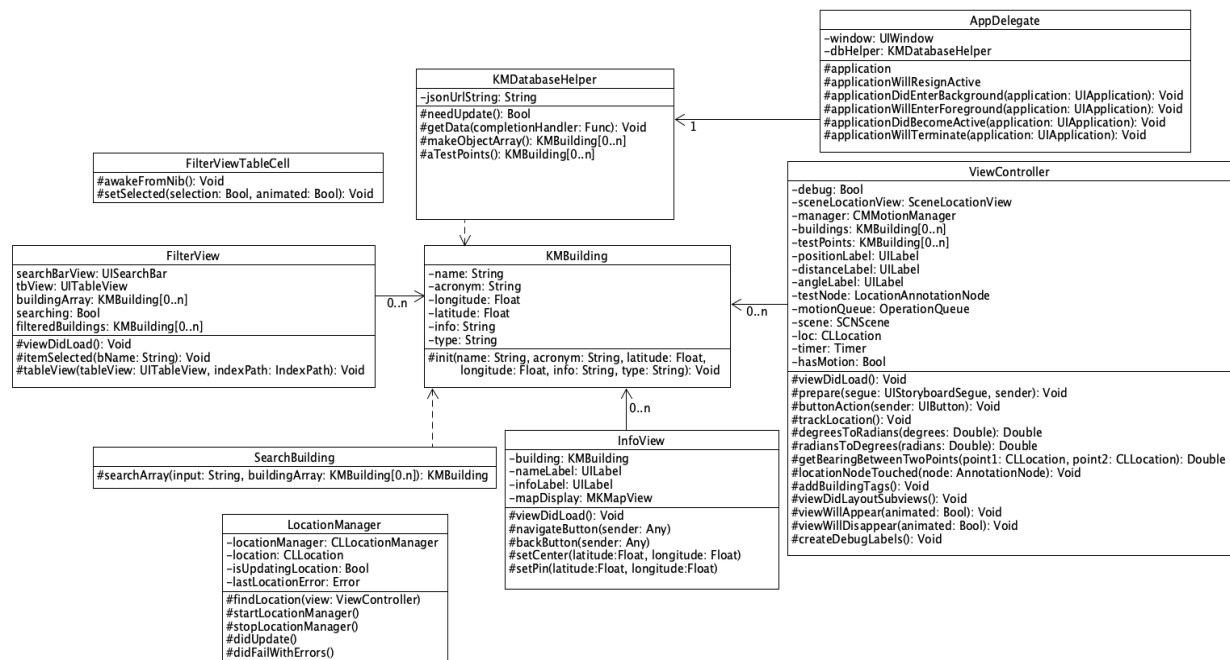 AppDelegate
-window: UIWindow
-dbHelper: KMDatabaseHelper
#application
#applicationWillResignActive
#applicationDidEnterBackground(application: UIApplication): Void
#applicationWillEnterForeground(application: UIApplication): Void
#applicationDidBecomeActive(application: UIApplication): Void
#applicationWillTerminate(application: UIApplication): Void
KMDatabaseHelper
-jsonUrlString: String
#needUpdate(): Bool
#getData(completionHandler: Func): Void
#makeObjectArray(): KMBuilding[0..n]
#aTestPoints(): KMBuilding[0..n]
1
FilterViewTableCell
#awakeFromNib(): Void
#setSelected(selection: Bool, animated: Bool): Void
ViewController
-debug: Bool
-sceneLocationView: SceneLocationView
-manager: CMMotionManager
-buildings: KMBuilding[0..n]
-testPoints: KMBuilding[0..n]
-positionLabel: UILabel
-distanceLabel: UILabel
-angleLabel: UILabel
-testNode: LocationAnnotationNode
-motionQueue: OperationQueue
-scene: SCNScene
-loc: CLLocation
-timer: Timer
-hasMotion: Bool
#viewDidLoad(): Void
#prepare(segue: UIStoryboardSegue, sender): Void
#buttonAction(sender: UIButton): Void
#trackLocation(): Void
#degreesToRadians(degrees: Double): Double
#radiansToDegrees(radians: Double): Double
#getBearingBetweenTwoPoints(point1: CLLocation, point2: CLLocation): Double
#locationNodeTouched(node: AnnotationNode): Void
#addBuildingTags(): Void
#viewDidLayoutSubviews(): Void
#viewWillAppear(animated: Bool): Void
#viewWillDisappear(animated: Bool): Void
#createDebugLabels(): Void
FilterView
searchBarView: UISearchBar
tbView: UITableView
buildingArray: KMBuilding[0..n]
searching: Bool
filteredBuildings: KMBuilding[0..n]
#viewDidLoad(): Void
#itemSelected(bName: String): Void
#tableView(tableView: UITableView, indexPath: IndexPath): Void
0..n
KMBuilding
-name: String
-acronym: String
-longitude: Float
-latitude: Float
-info: String
-type: String
#init(name: String, acronym: String, latitude: Float,
longitude: Float, info: String, type: String): Void
0..n
0..n
SearchBuilding
#searchArray(input: String, buildingArray: KMBuilding[0.n]): KMBuilding
InfoView
-building: KMBuilding
-nameLabel: UILabel
-infoLabel: UILabel
-mapDisplay: MKMapView
#viewDidLoad(): Void
#navigateButton(sender: Any)
#backButton(sender: Any)
#setCenter(latitude:Float, longitude: Float)
#setPin(latitude:Float, longitude:Float)
LocationManager
-locationManager: CLLocationManager
-location: CLLocation
-isUpdatingLocation: Bool
-lastLocationError: Error
#findLocation(view: ViewController)
#startLocationManager()
#stopLocationManager()
#didUpdate()
#didFailWithErrors()